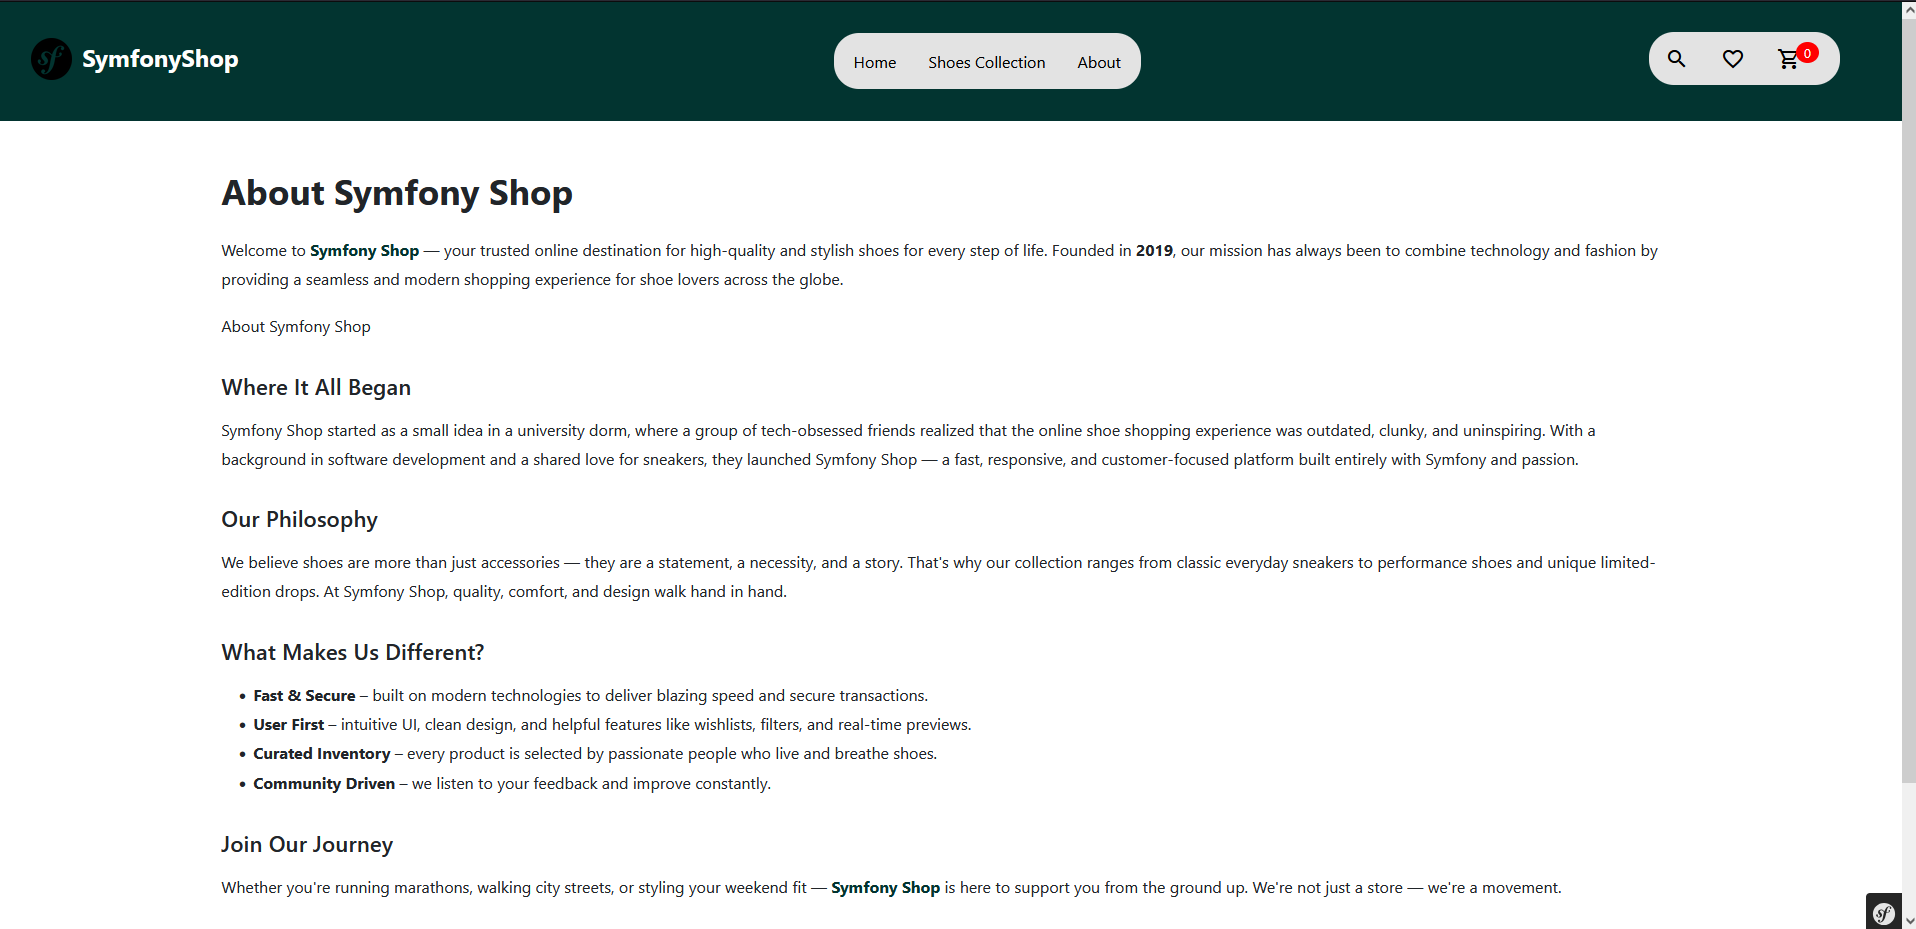 sf SymfonyShop
Home Shoes Collection About
0
About Symfony Shop
Welcome to Symfony Shop — your trusted online destination for high-quality and stylish shoes for every step of life. Founded in 2019, our mission has always been to combine technology and fashion by
providing a seamless and modern shopping experience for shoe lovers across the globe.
About Symfony Shop
Where It All Began
Symfony Shop started as a small idea in a university dorm, where a group of tech-obsessed friends realized that the online shoe shopping experience was outdated, clunky, and uninspiring. With a
background in software development and a shared love for sneakers, they launched Symfony Shop — a fast, responsive, and customer-focused platform built entirely with Symfony and passion.
Our Philosophy
We believe shoes are more than just accessories — they are a statement, a necessity, and a story. That's why our collection ranges from classic everyday sneakers to performance shoes and unique limited-
edition drops. At Symfony Shop, quality, comfort, and design walk hand in hand.
What Makes Us Different?
• Fast & Secure – built on modern technologies to deliver blazing speed and secure transactions.
• User First – intuitive UI, clean design, and helpful features like wishlists, filters, and real-time previews.
• Curated Inventory – every product is selected by passionate people who live and breathe shoes.
• Community Driven – we listen to your feedback and improve constantly.
Join Our Journey
Whether you're running marathons, walking city streets, or styling your weekend fit — Symfony Shop is here to support you from the ground up. We're not just a store — we're a movement.
sf